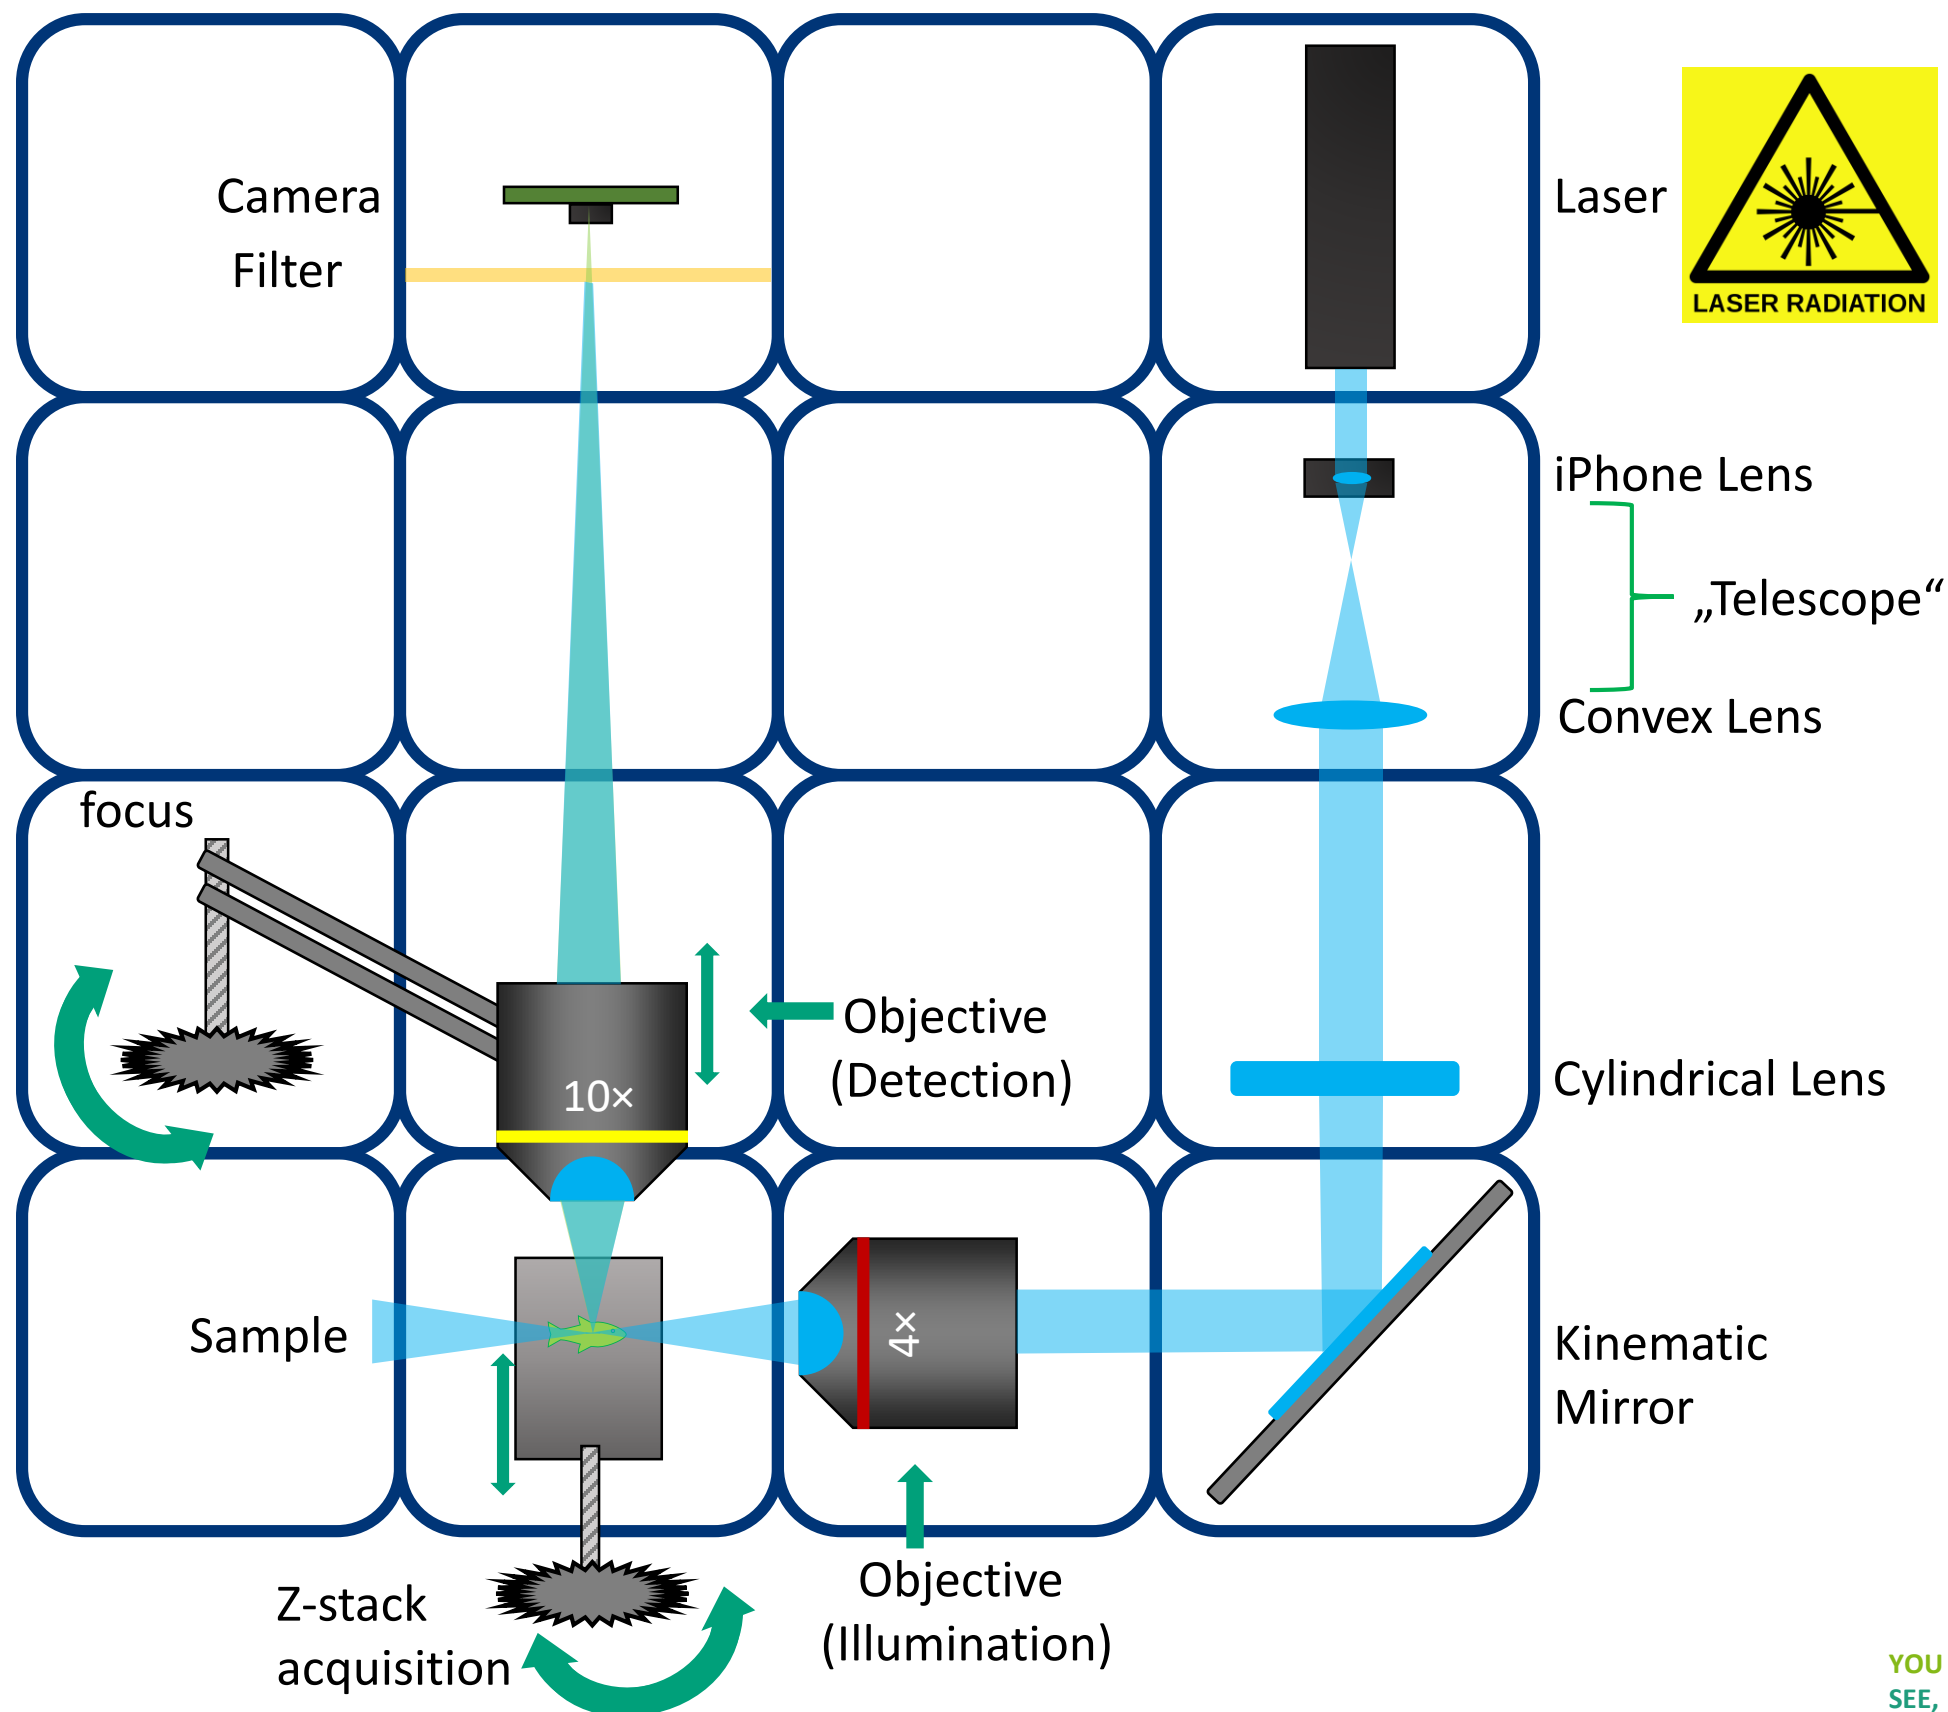 Camera
Filter
Laser
LASER RADIATION
iPhone Lens
„Telescope“
Convex Lens
focus
10×
Objective
(Detection)
Cylindrical Lens
Sample
4×
Kinematic
Mirror
Z-stack
acquisition
Objective
(Illumination)
YOU
SEE,